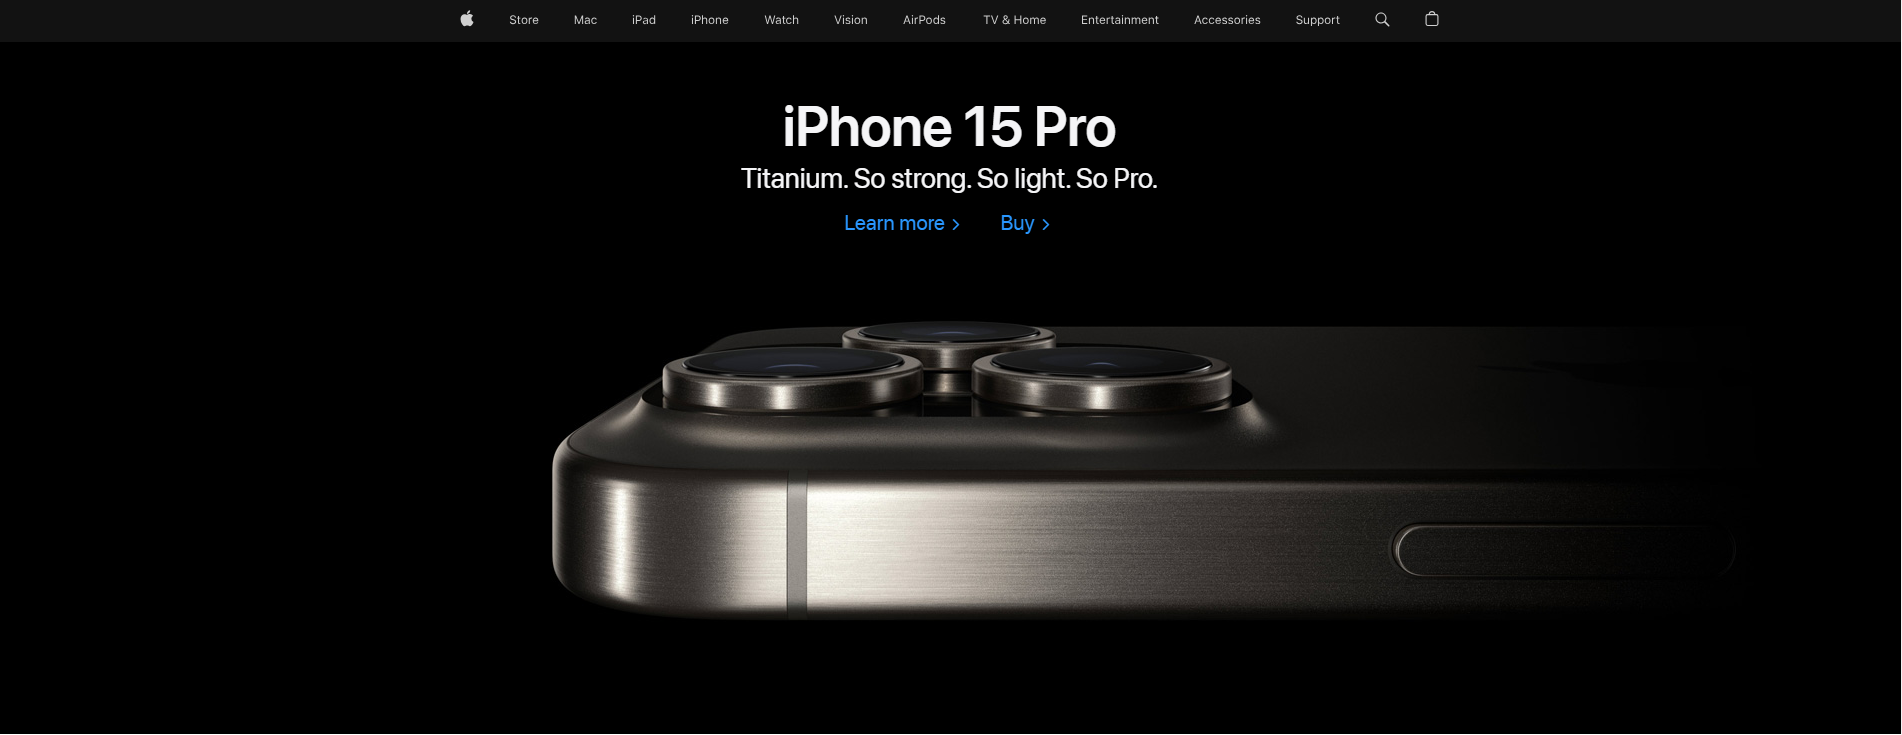 Store Mac iPad iPhone Watch Vision AirPods TV & Home Entertainment Accessories Support
iPhone 15 Pro
Titanium. So strong. So light. So Pro.
Learn more > Buy >